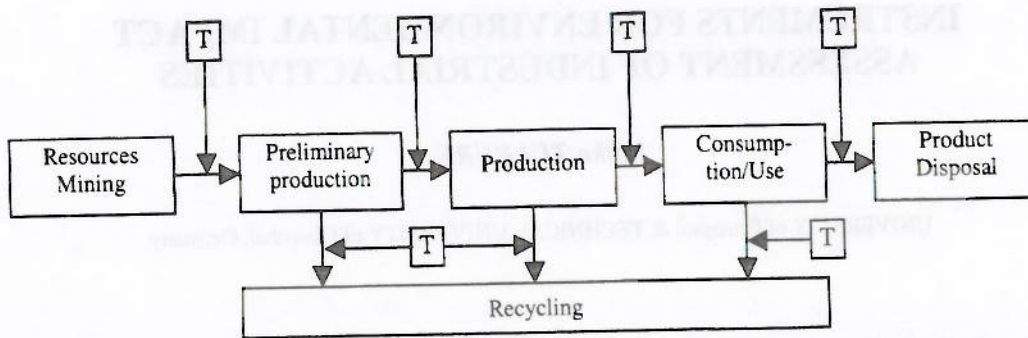 T
T
T
T
Resources
Mining
Preliminary
production
Production
Consump-
tion/Use
Product
Disposal
T
T
Recycling